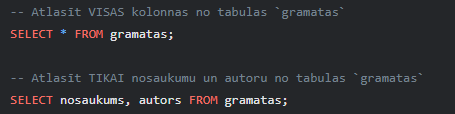 -- Atlasīt VISAS kolonnas no tabulas `gramatas`
SELECT * FROM gramatas;
-- Atlasīt TIKAI nosaukumu un autoru no tabulas `gramatas`
SELECT nosaukums, autors FROM gramatas;